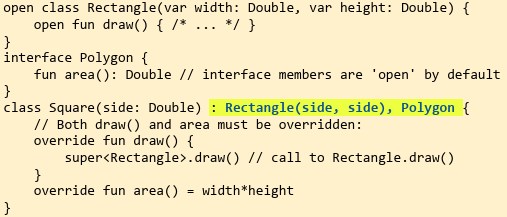 open class Rectangle(var width: Double, var height: Double) {
    open fun draw() { /* ... */ }
}
interface Polygon {
    fun area(): Double // interface members are 'open' by default
}
class Square(side: Double) : Rectangle(side, side), Polygon {
    // Both draw() and area must be overridden:
    override fun draw() {
        super<Rectangle>.draw() // call to Rectangle.draw()
    }
    override fun area() = width*height
}